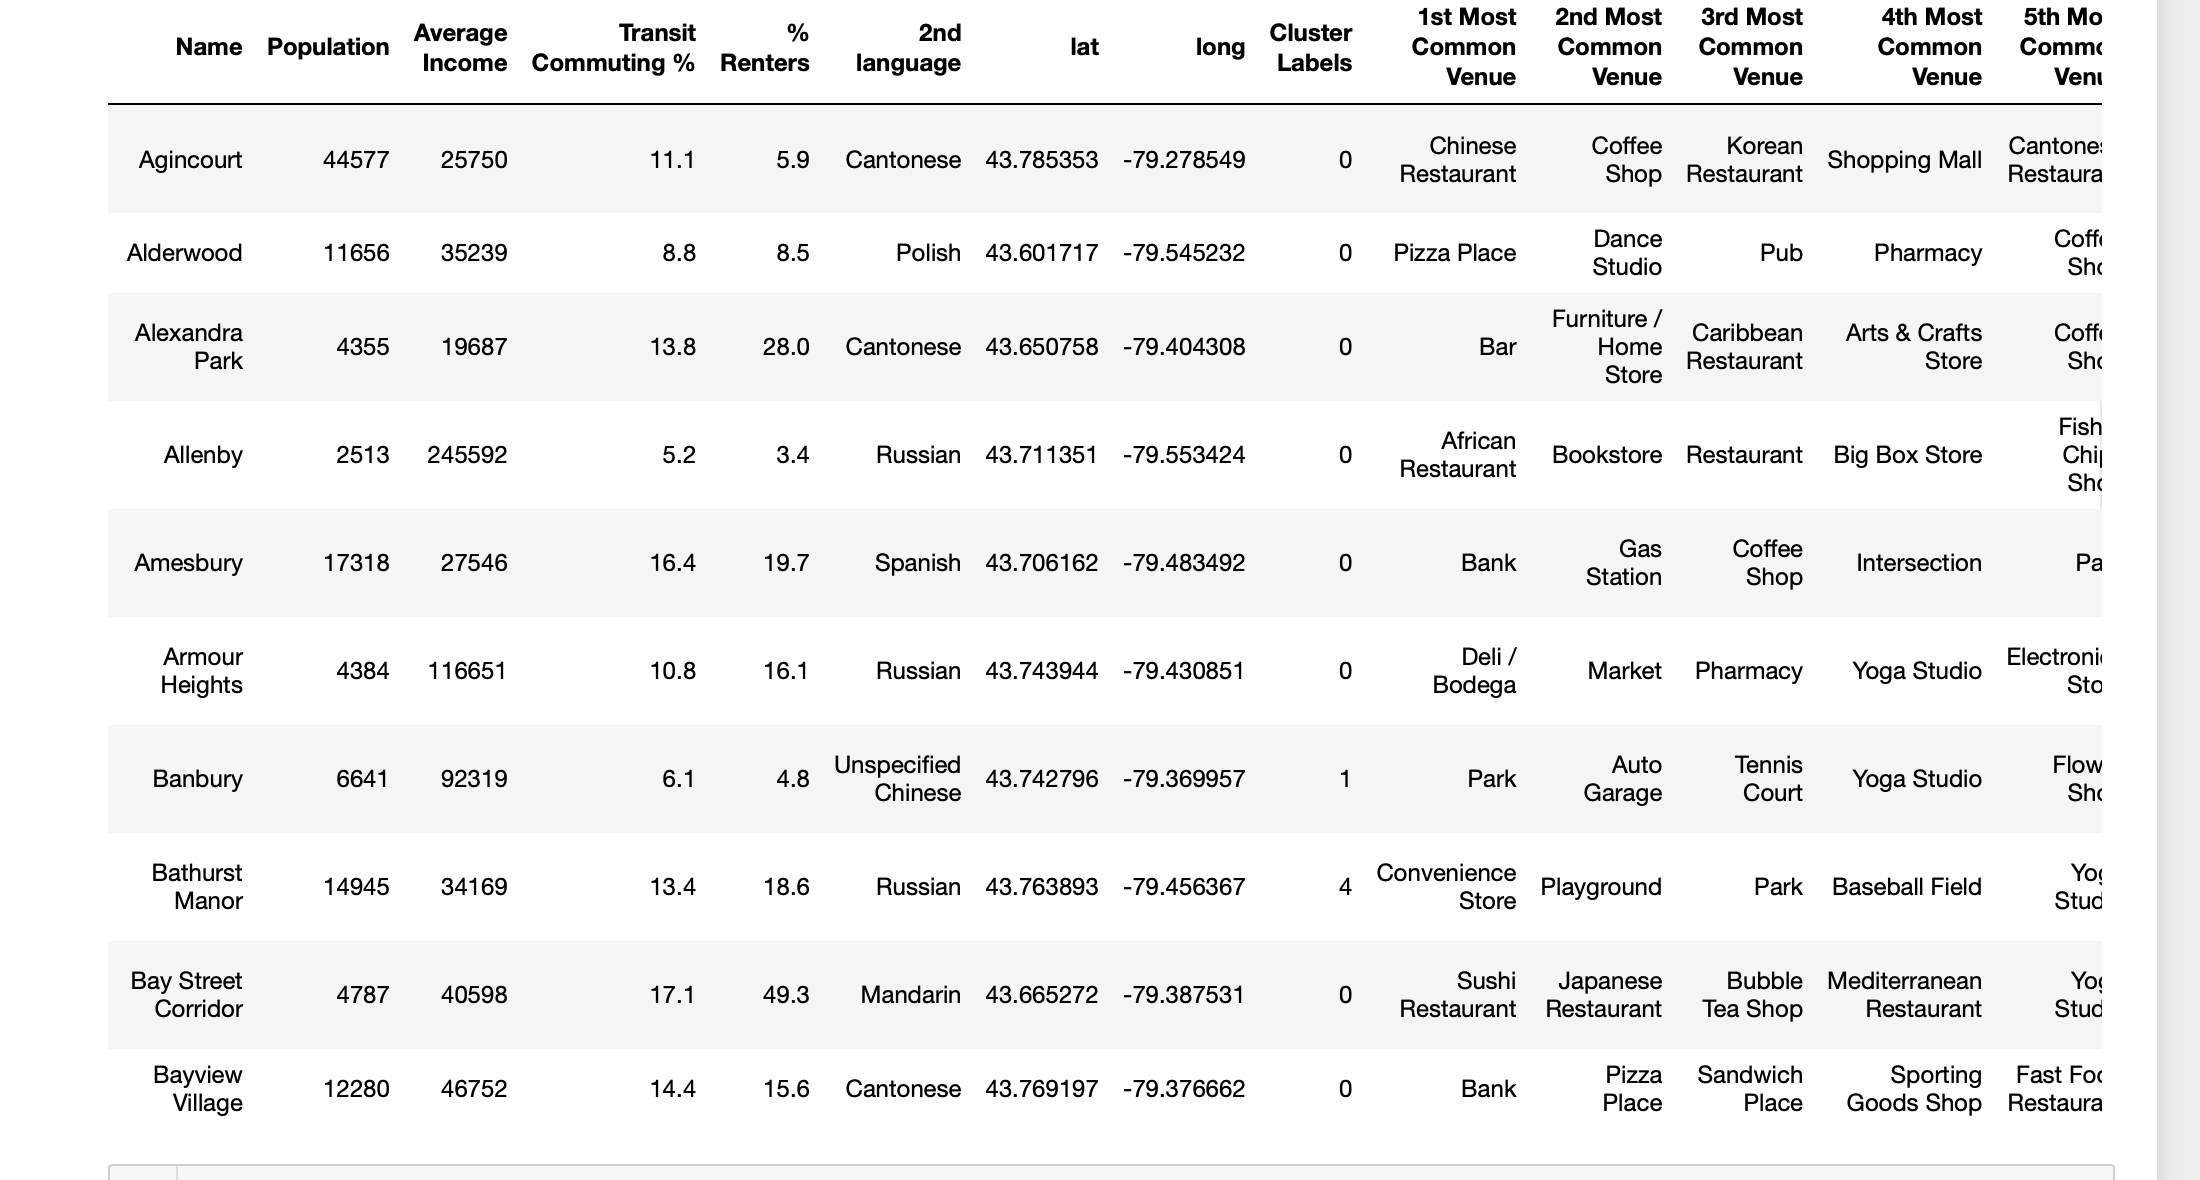 Name Population Average Income Transit Commuting % % Renters 2nd language lat long Cluster Labels 1st Most Common Venue 2nd Most Common Venue 3rd Most Common Venue 4th Most Common Venue 5th
Agincourt 44577 25750 11.1 5.9 Cantonese 43.785353 -79.278549 0 Chinese Restaurant Coffee Shop Korean Restaurant Shopping Mall
Alderwood 11656 35239 8.8 8.5 Polish 43.601717 -79.545232 0 Pizza Place Dance Studio Pub Pharmacy
Alexandra Park 4355 19687 13.8 28.0 Cantonese 43.650758 -79.404308 0 Bar Furniture / Home Store Caribbean Restaurant Arts & Crafts Store
Allenby 2513 245592 5.2 3.4 Russian 43.711351 -79.553424 0 African Restaurant Bookstore Restaurant Big Box Store Fish
Amesbury 17318 27546 16.4 19.7 Spanish 43.706162 -79.483492 0 Bank Gas Station Coffee Shop Intersection
Armour Heights 4384 116651 10.8 16.1 Russian 43.743944 -79.430851 0 Deli / Bodega Market Pharmacy Yoga Studio
Banbury 6641 92319 6.1 4.8 Unspecified Chinese 43.742796 -79.369957 1 Park Auto Garage Tennis Court Yoga Studio
Bathurst Manor 14945 34169 13.4 18.6 Russian 43.763893 -79.456367 4 Convenience Store Playground Park Baseball Field
Bay Street Corridor 4787 40598 17.1 49.3 Mandarin 43.665272 -79.387531 0 Sushi Restaurant Japanese Restaurant Bubble Tea Shop Mediterranean Restaurant
Bayview Village 12280 46752 14.4 15.6 Cantonese 43.769197 -79.376662 0 Bank Pizza Place Sandwich Place Sporting Goods Shop Fast